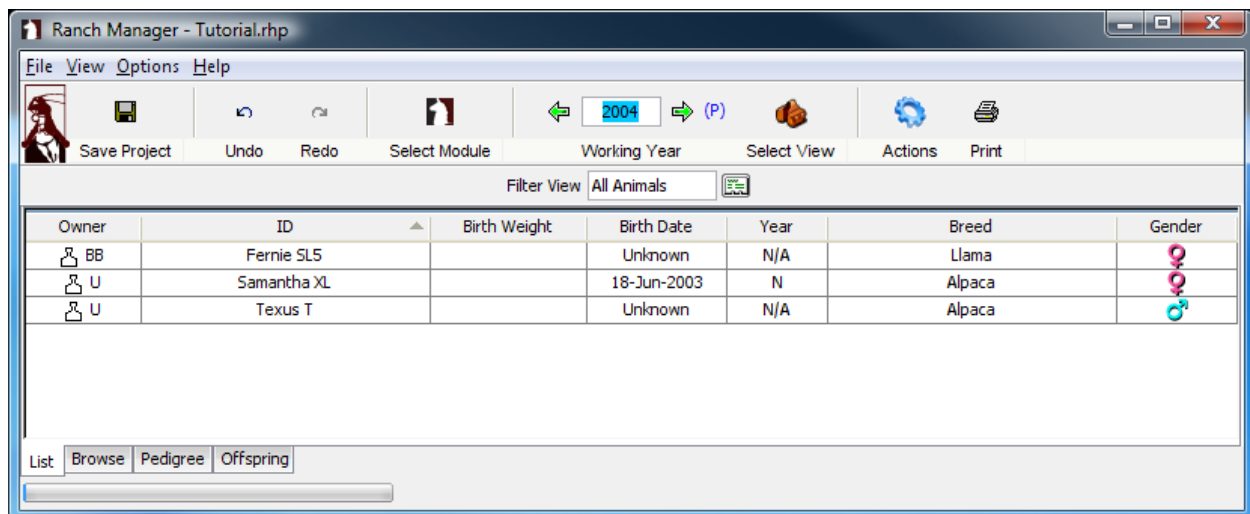 Ranch Manager - Tutorial.rhp
File View Options Help
2004 (P)
Save Project Undo Redo Select Module Working Year Select View Actions Print
Filter View All Animals
Owner ID Birth Weight Birth Date Year Breed Gender
BB Fernie SL5 Unknown N/A Llama
U Samantha XL 18-Jun-2003 N Alpaca
U Texus T Unknown N/A Alpaca
List Browse Pedigree Offspring